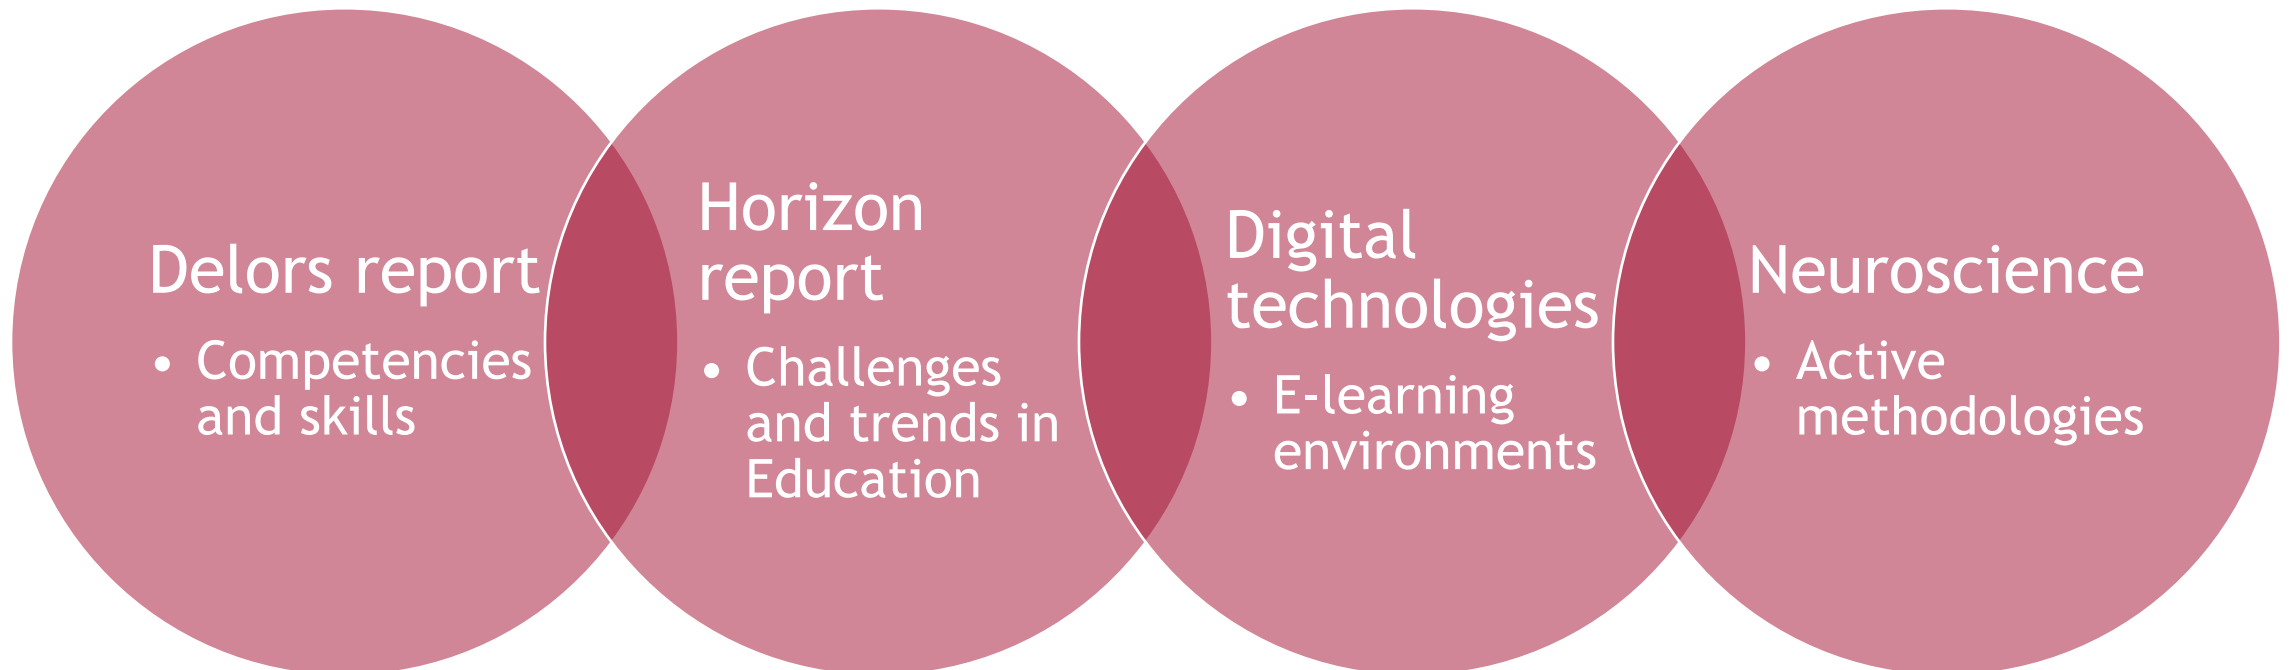 Delors report
• Competencies
and skills
Horizon
report
• Challenges
and trends in
Education
Digital
technologies
• E-learning
environments
Neuroscience
• Active
methodologies